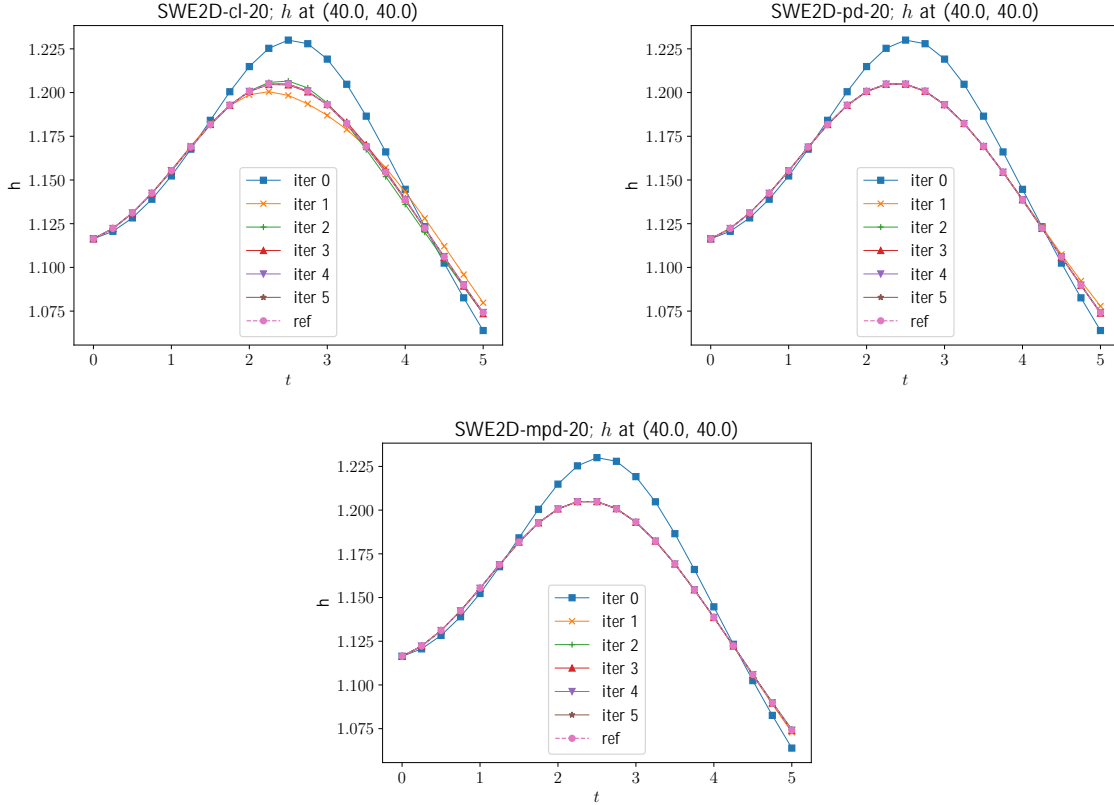 SWE2D-cl-20; h at (40.0, 40.0)
1.225
1.200
1.175
1.150
1.125
1.100
1.075
h
iter 0
iter 1
iter 2
iter 3
iter 4
iter 5
ref
0 1 2 3 4 5
t
SWE2D-pd-20; h at (40.0, 40.0)
1.225
1.200
1.175
1.150
1.125
1.100
1.075
h
iter 0
iter 1
iter 2
iter 3
iter 4
iter 5
ref
0 1 2 3 4 5
t
SWE2D-mpd-20; h at (40.0, 40.0)
1.225
1.200
1.175
1.150
1.125
1.100
1.075
h
iter 0
iter 1
iter 2
iter 3
iter 4
iter 5
ref
0 1 2 3 4 5
t